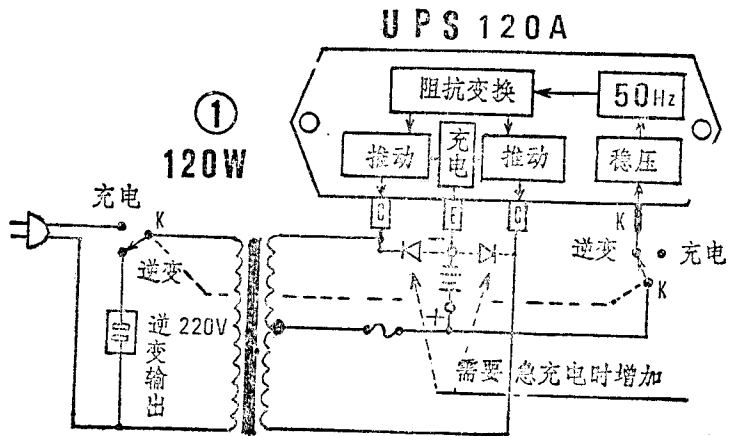 UPS 120A
①
120W
阻抗变换
50Hz
推动
充电
推动
稳压
C
E
C
K
充电
K
逆变
逆变
充电
K
220V
逆变输出
+
需要急充电时增加